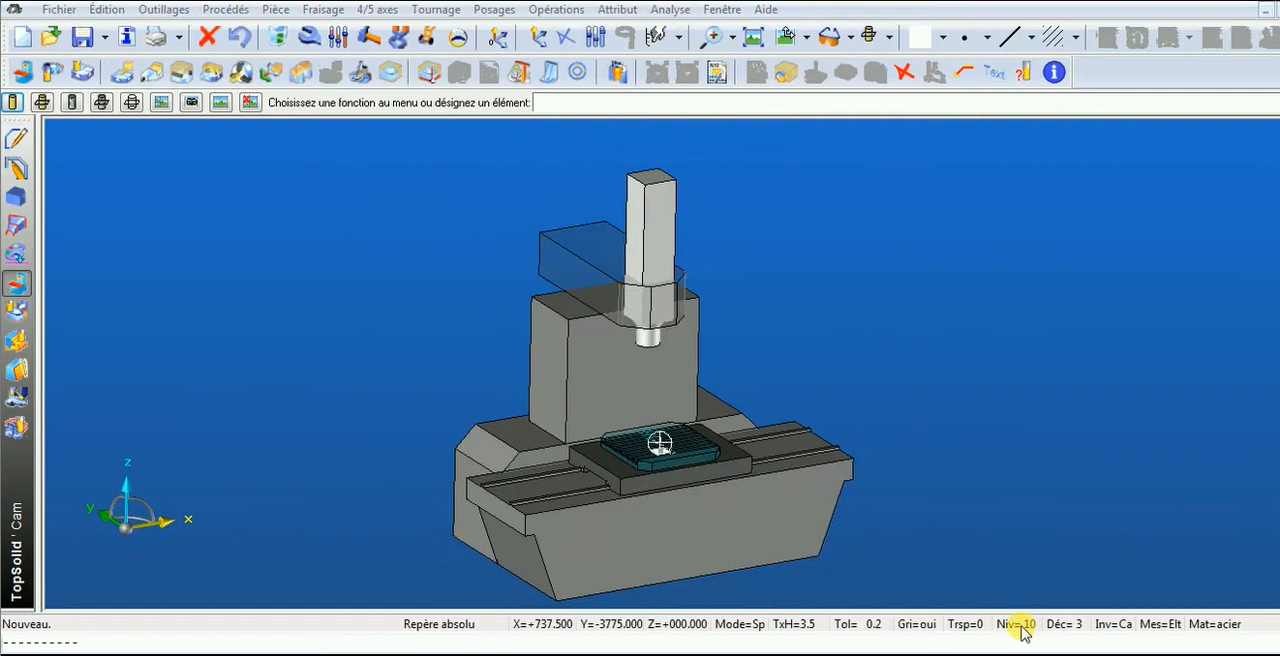 Fichier Édition Outillages Procédés Pièce Fraisage 4/5 axes Tournage Posages Opérations Attribut Analyse Fenêtre Aide
Text
Choisissez une fonction au menu ou désignez un élément:
z
y
x
TopSolid'Cam
Nouveau. Repère absolu X=+737.500 Y=-3775.000 Z=+000.000 Mode=Sp TxH=3.5 Tol= 0.2 Gri=oui Trsp=0 Niv=10 Déc= 3 Inv=Ca Mes=Elt Mat=acier
----------